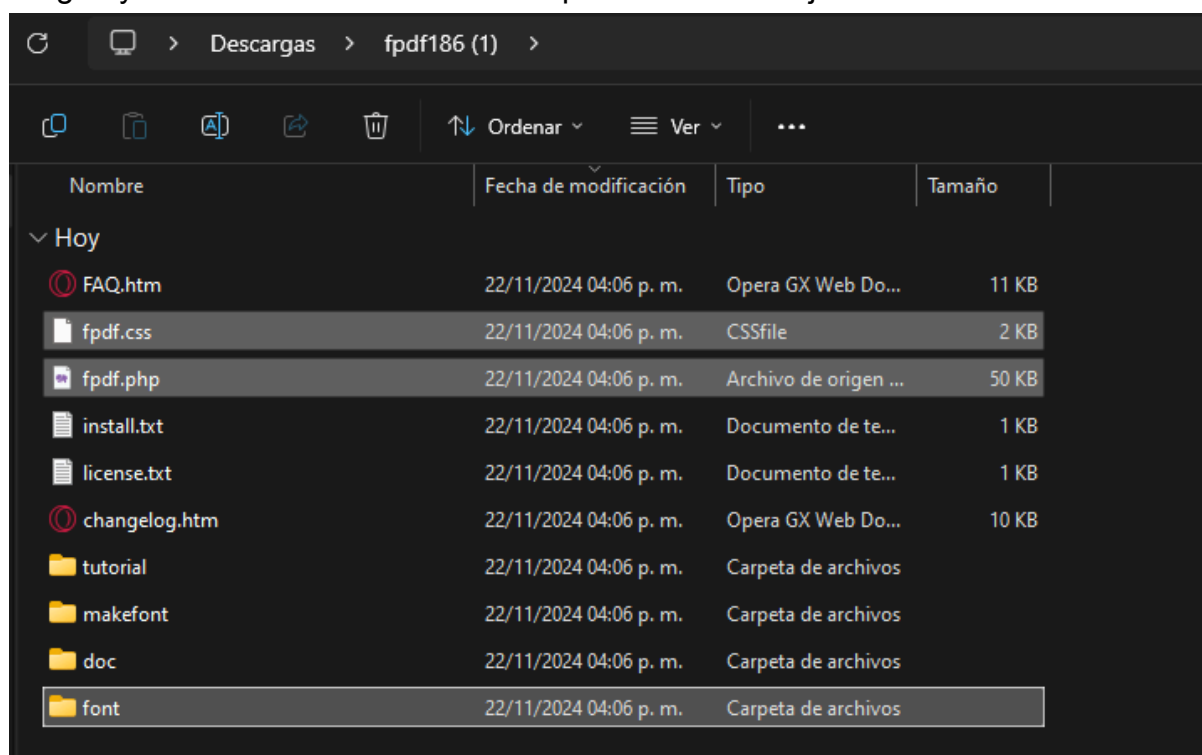 Descargas > fpdf186 (1) >
Ordenar Ver ...
Nombre Fecha de modificación Tipo Tamaño
Hoy
FAQ.htm 22/11/2024 04:06 p. m. Opera GX Web Do... 11 KB
fpdf.css 22/11/2024 04:06 p. m. CSSfile 2 KB
fpdf.php 22/11/2024 04:06 p. m. Archivo de origen ... 50 KB
install.txt 22/11/2024 04:06 p. m. Documento de te... 1 KB
license.txt 22/11/2024 04:06 p. m. Documento de te... 1 KB
changelog.htm 22/11/2024 04:06 p. m. Opera GX Web Do... 10 KB
tutorial 22/11/2024 04:06 p. m. Carpeta de archivos
makefont 22/11/2024 04:06 p. m. Carpeta de archivos
doc 22/11/2024 04:06 p. m. Carpeta de archivos
font 22/11/2024 04:06 p. m. Carpeta de archivos